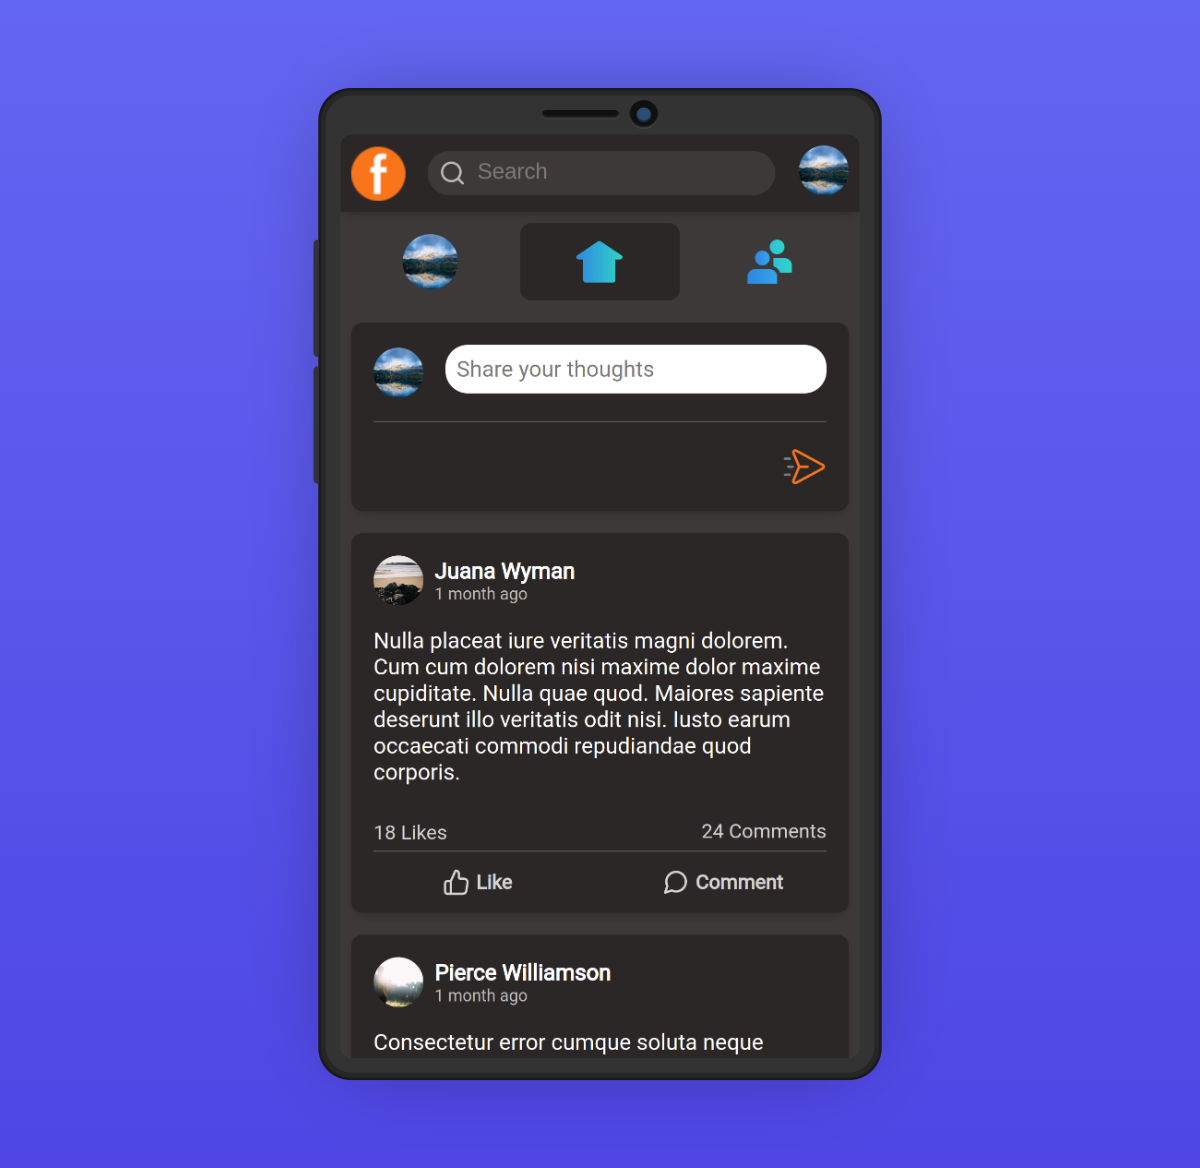 f
Search
Share your thoughts
Juana Wyman
1 month ago
Nulla placeat iure veritatis magni dolorem.
Cum cum dolorem nisi maxime dolor maxime
cupiditate. Nulla quae quod. Maiores sapiente
deserunt illo veritatis odit nisi. Iusto earum
occaecati commodi repudiandae quod
corporis.
18 Likes
24 Comments
Like
Comment
Pierce Williamson
1 month ago
Consectetur error cumque soluta neque